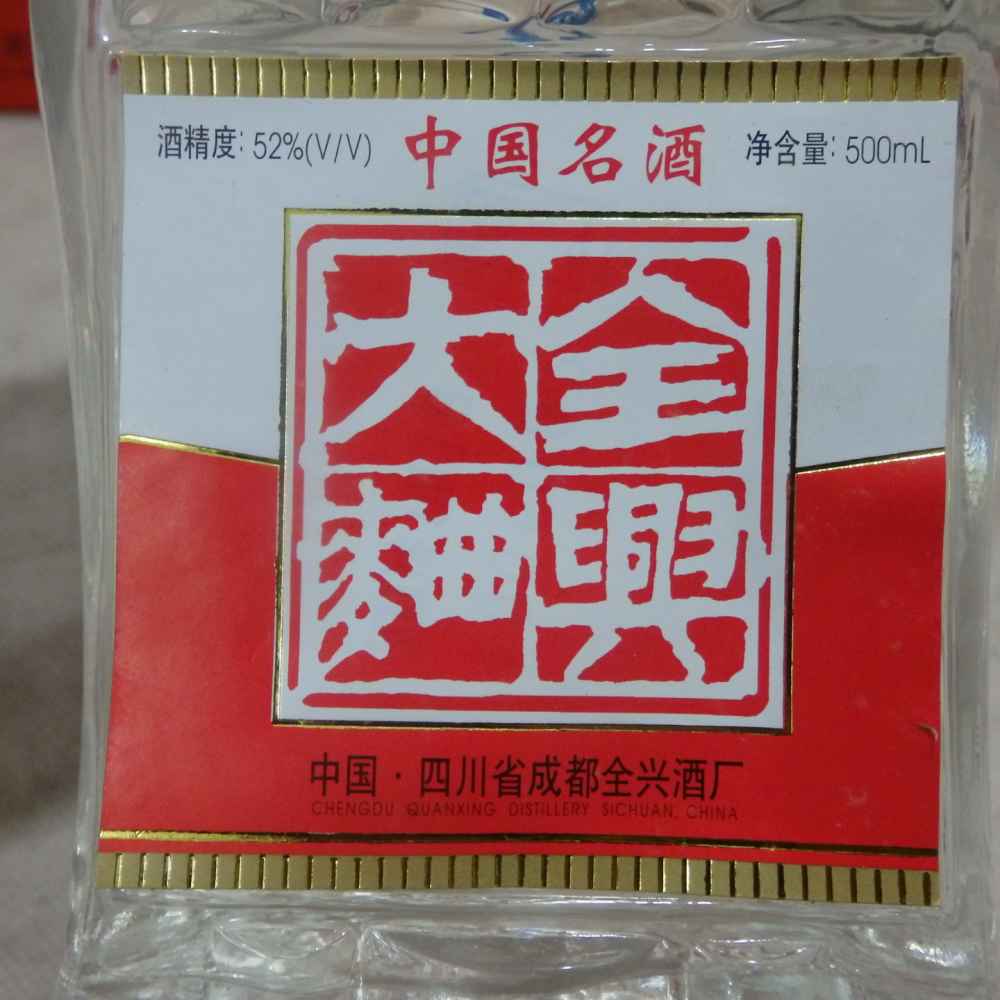 酒精度: 52%(V/V) 中国名酒 净含量: 500mL
全興
大麯
中国·四川省成都全兴酒厂
CHENGDU QUANXING DISTILLERY SICHUAN, CHINA